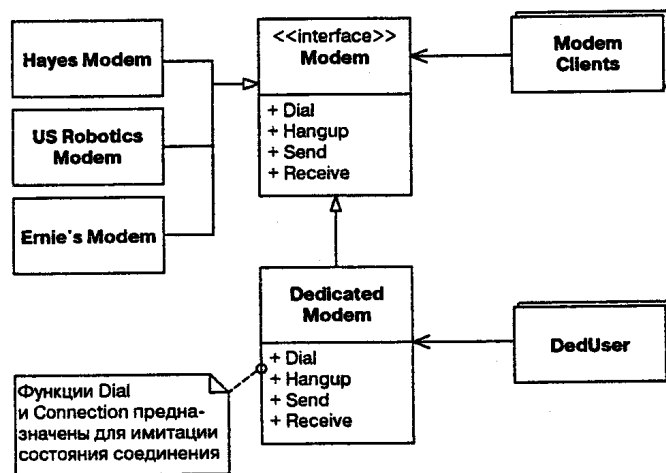 <<interface>>
Modem
+ Dial
+ Hangup
+ Send
+ Receive
Hayes Modem
US Robotics
Modem
Ernie's Modem
Modem
Clients
Dedicated
Modem
+ Dial
+ Hangup
+ Send
+ Receive
DedUser
Функции Dial
и Connection предна-
значены для имитации
состояния соединения